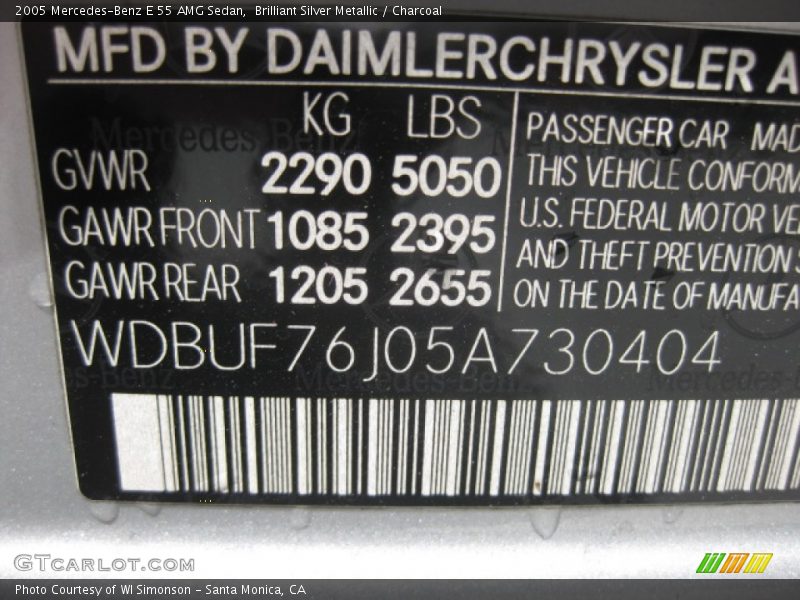 2005 Mercedes-Benz E 55 AMG Sedan,  Brilliant Silver Metallic / Charcoal
MFD BY DAIMLERCHRYSLER A
KG LBS
GVWR 2290 5050
GAWR FRONT 1085 2395
GAWR REAR 1205 2655
PASSENGER CAR MAD
THIS VEHICLE CONFORM
U.S. FEDERAL MOTOR VE
AND THEFT PREVENTION S
ON THE DATE OF MANUFA
WDBUF76J05A730404
GTCARLOT.COM
Photo Courtesy of WI Simonson – Santa Monica, CA